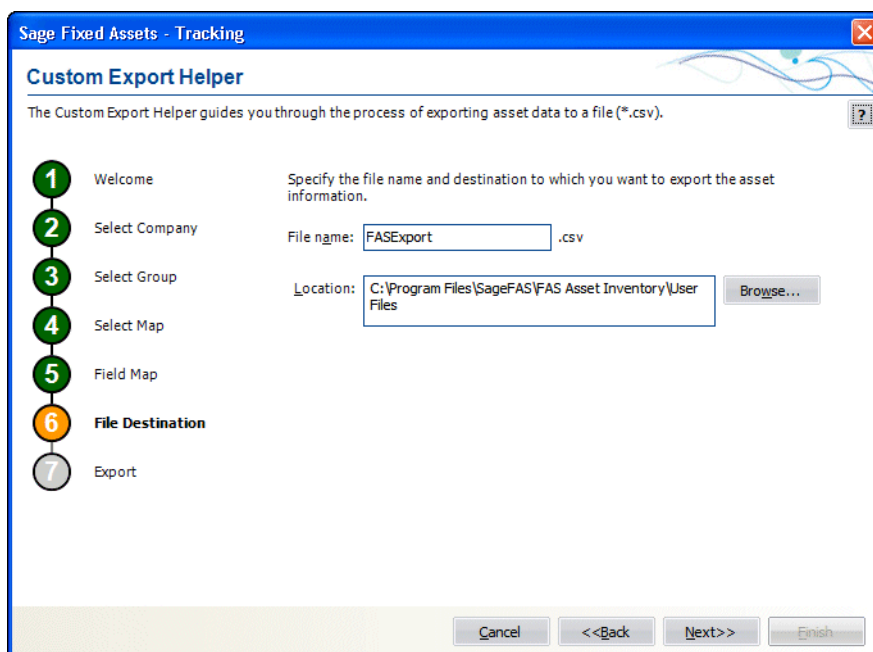 Sage Fixed Assets - Tracking
Custom Export Helper
The Custom Export Helper guides you through the process of exporting asset data to a file (*.csv).
?
1 Welcome
2 Select Company
3 Select Group
4 Select Map
5 Field Map
6 File Destination
7 Export
Specify the file name and destination to which you want to export the asset
information.
File name: FASExport .csv
Location: C:\Program Files\SageFAS\FAS Asset Inventory\User
Files
Browse...
Cancel <<Back Next>> Finish